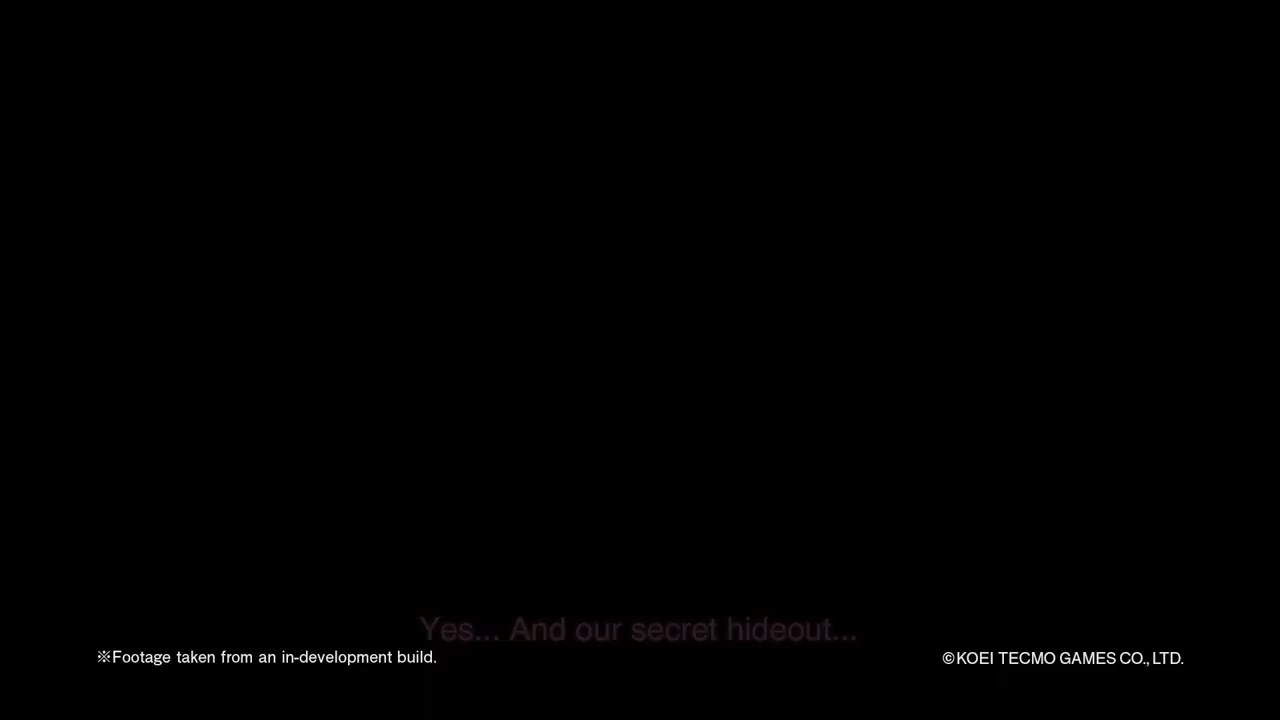 Yes... And our secret hideout...
※Footage taken from an in-development build.
©KOEI TECMO GAMES CO., LTD.